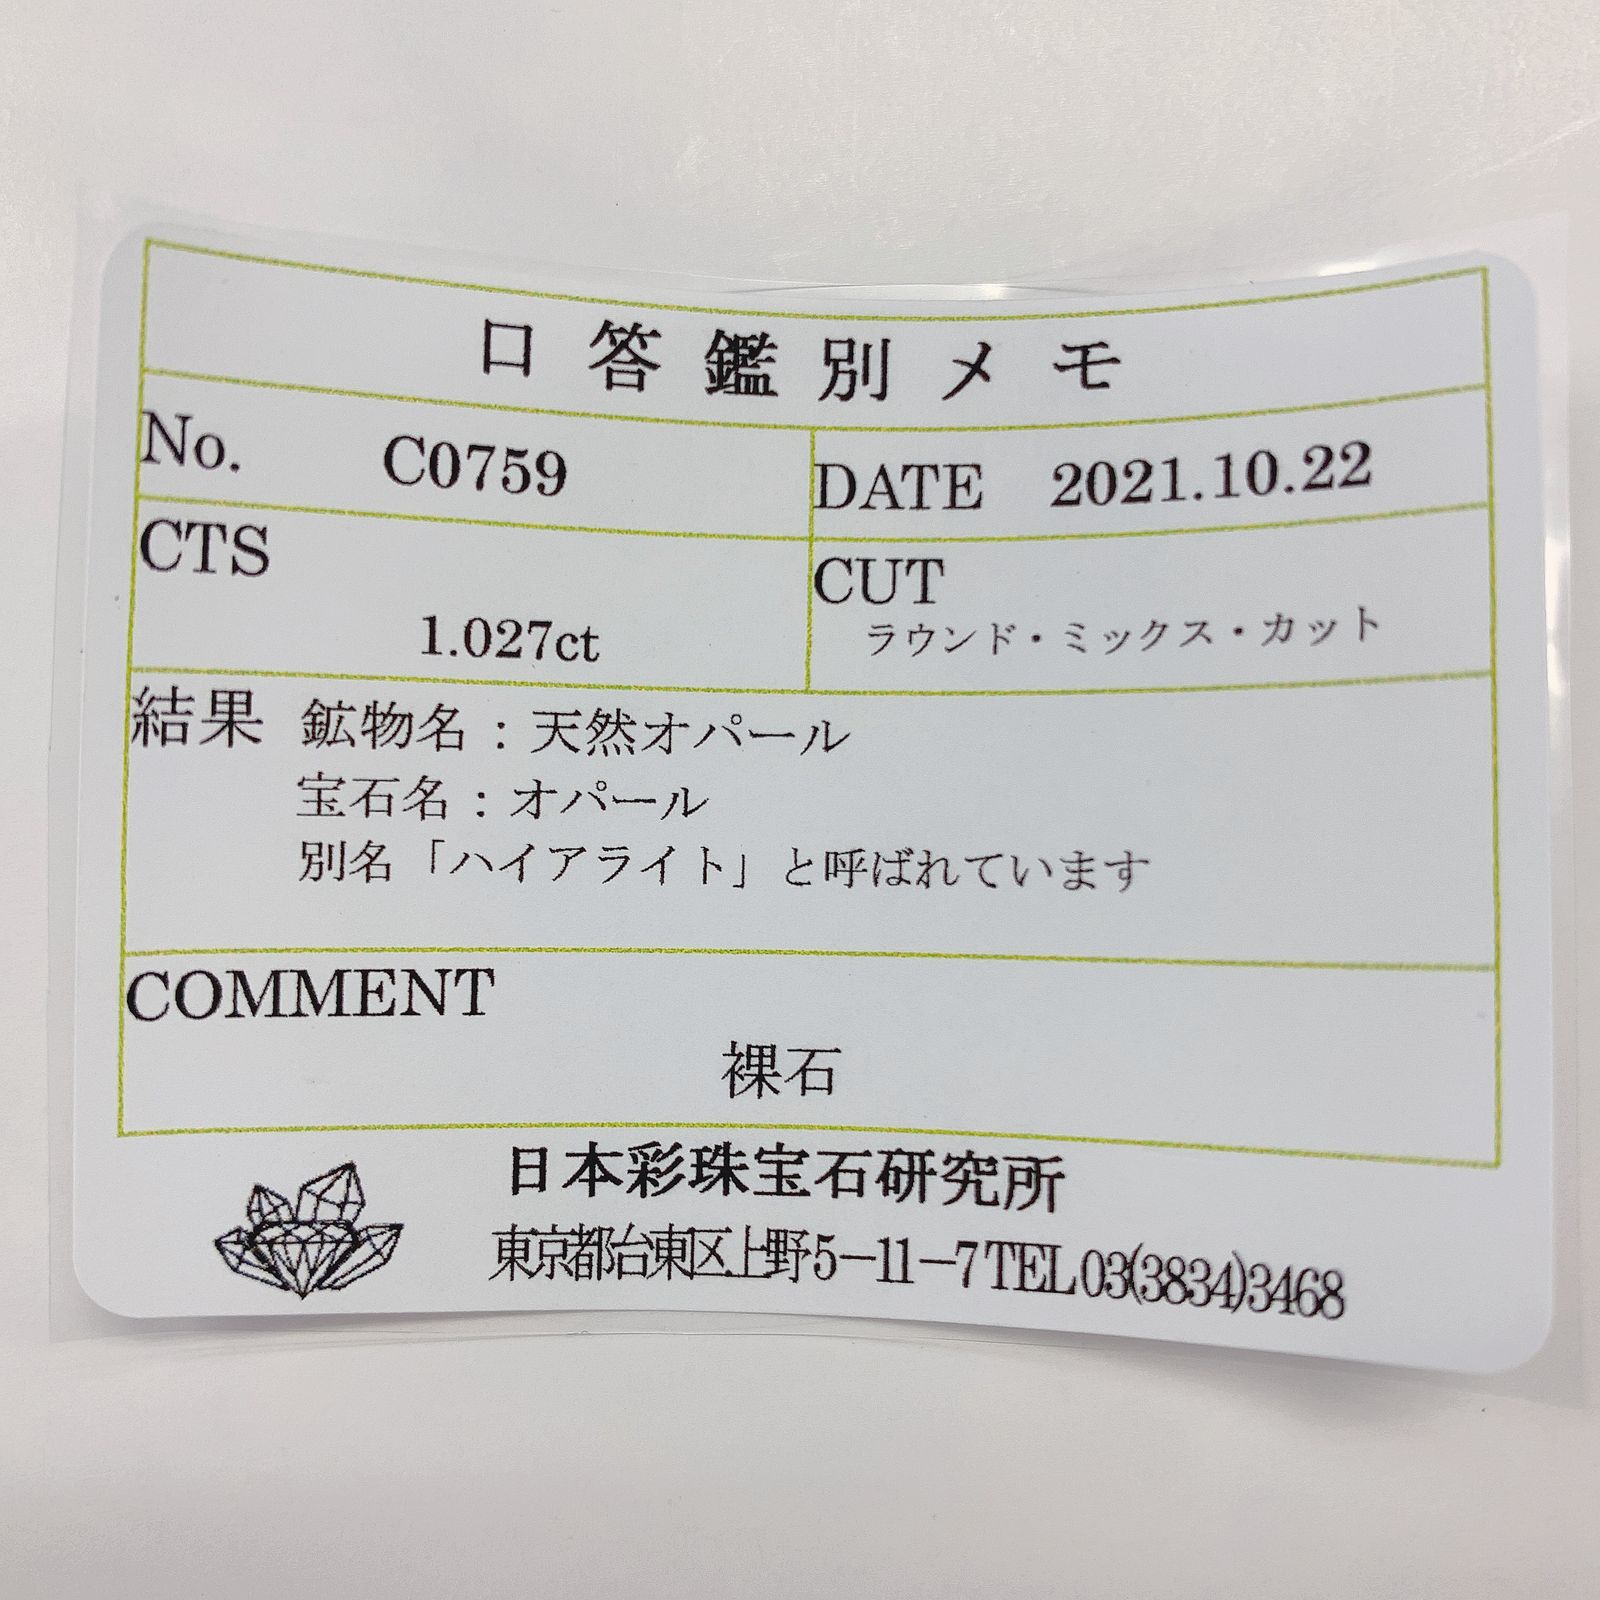 口答鑑別メモ
No. C0759
DATE 2021.10.22
CTS
1.027ct
CUT
ラウンド・ミックス・カット
結果 鉱物名：天然オパール
宝石名：オパール
別名「ハイアライト」と呼ばれています
COMMENT
裸石
日本彩珠宝石研究所
東京都台東区上野5－11－7 TEL 03(3834)3468